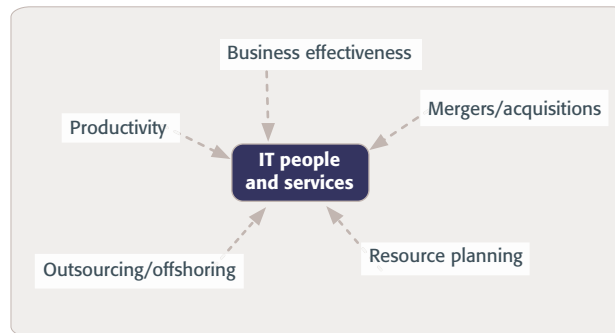 Business effectiveness
Mergers/acquisitions
Productivity
IT people
and services
Resource planning
Outsourcing/offshoring